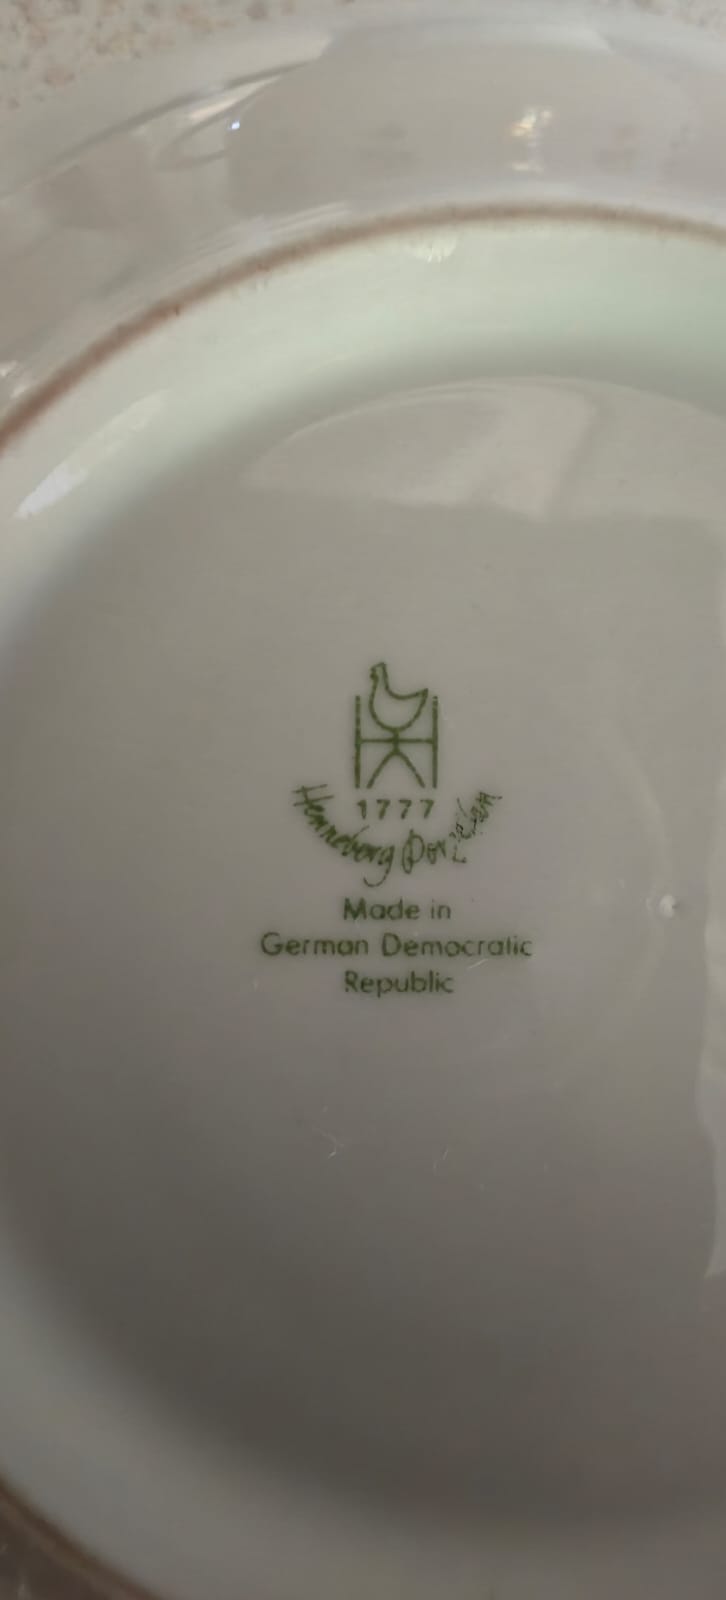 1777
Henneberg Porzellan
Made in
German Democratic
Republic